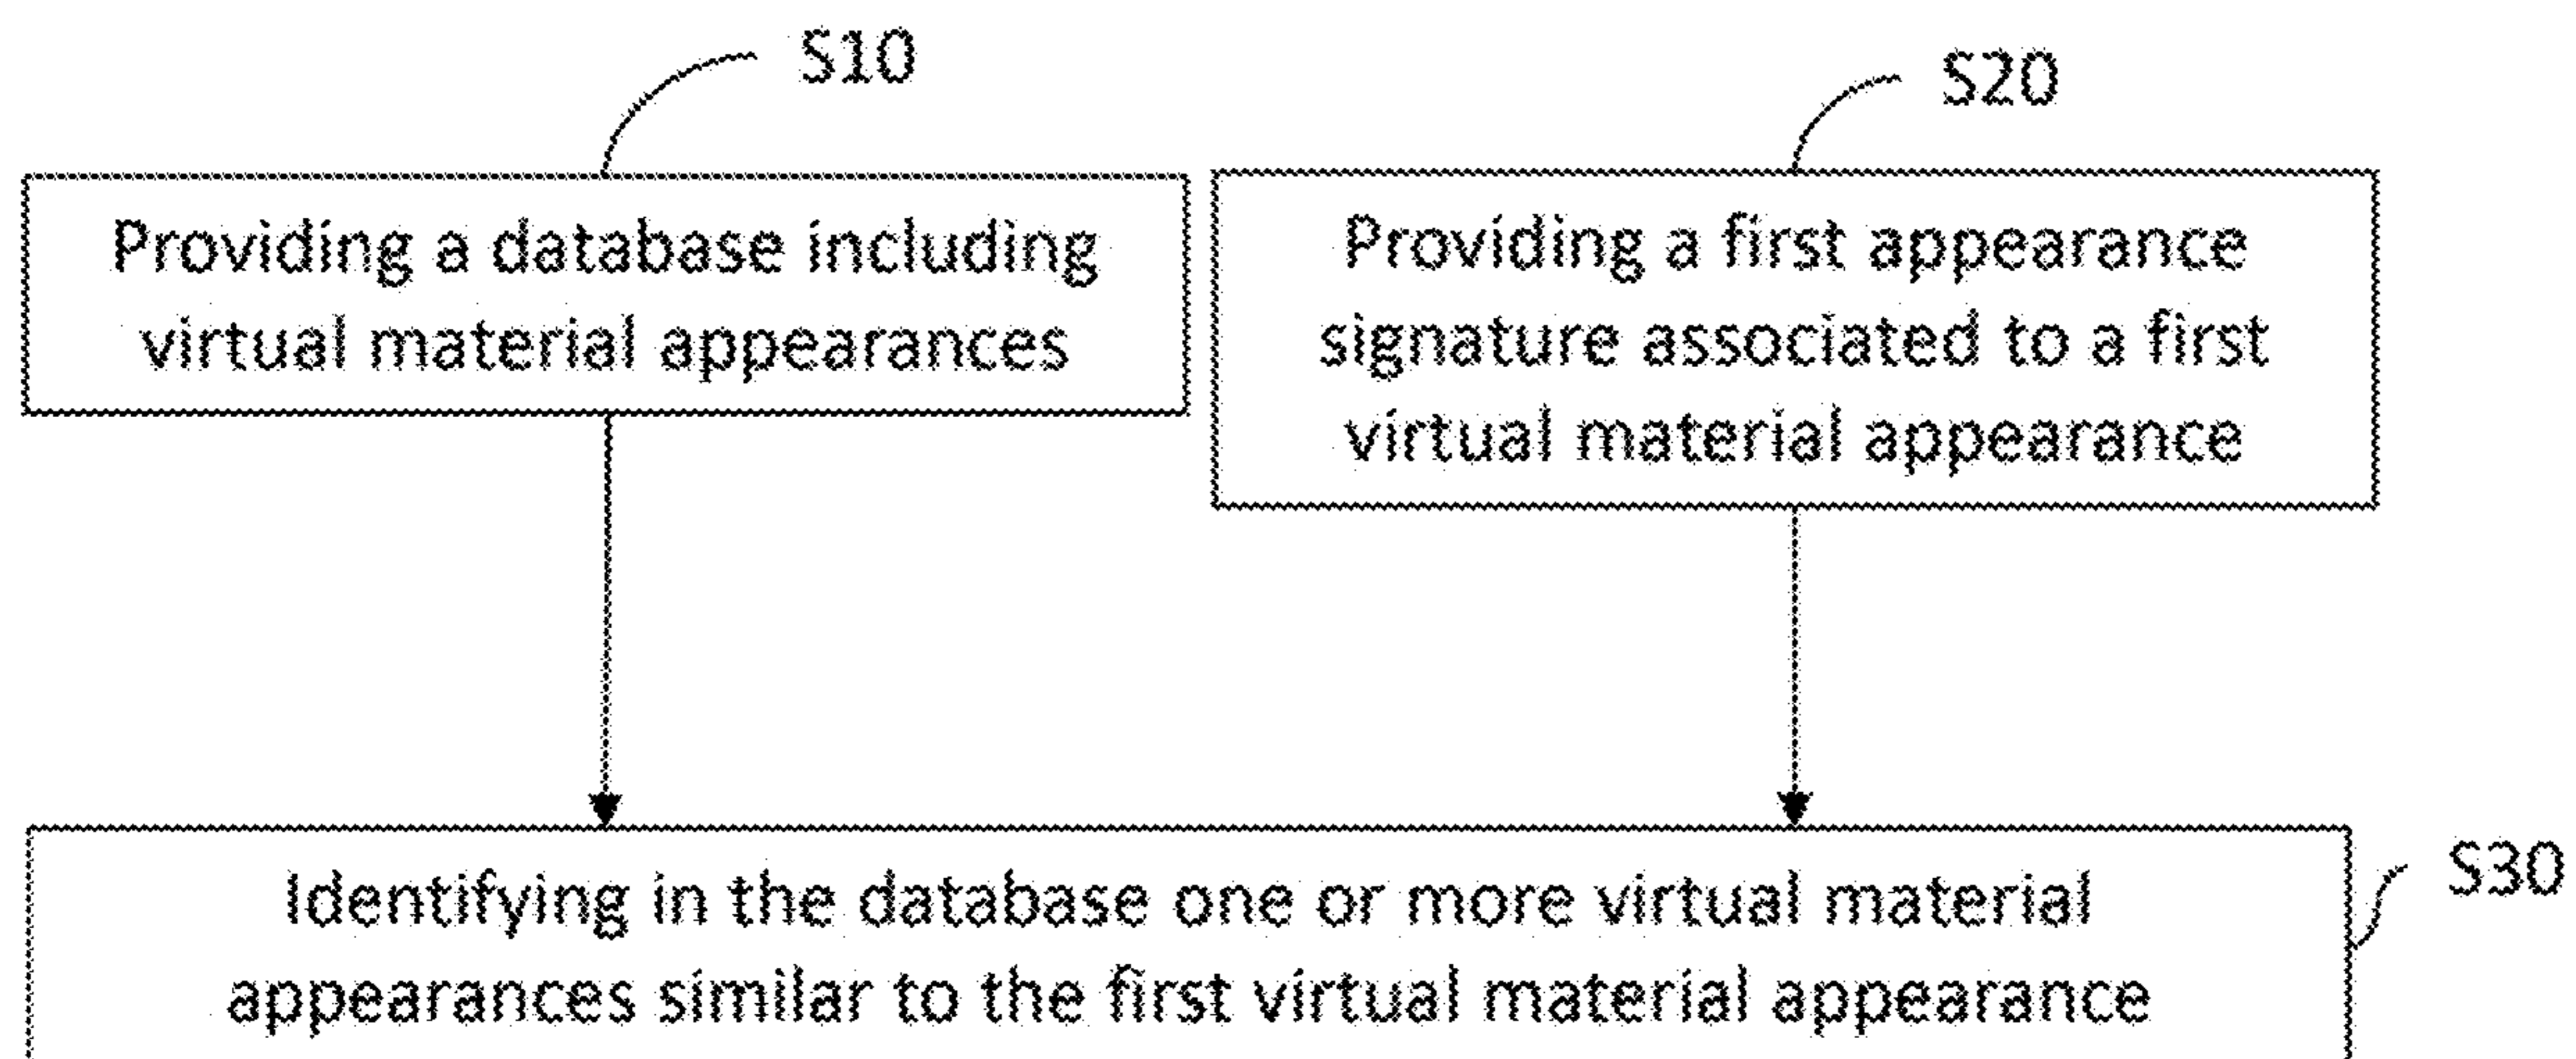 S10
S20
Providing a database including
virtual material appearances
Providing a first appearance
signature associated to a first
virtual material appearance
S30
Identifying in the database one or more virtual material
appearances similar to the first virtual material appearance